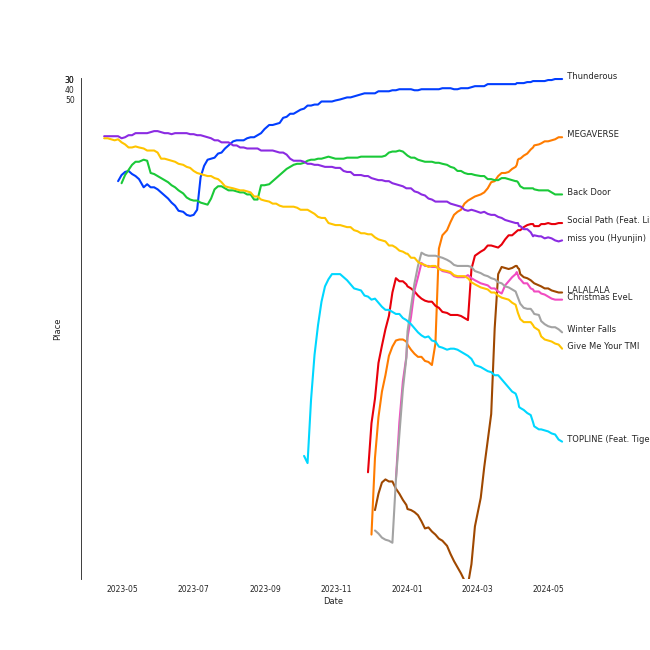 30
40
50
Place
Thunderous
MEGAVERSE
Back Door
Social Path (Feat. Li
miss you (Hyunjin)
LALALALA
Christmas EveL
Winter Falls
Give Me Your TMI
TOPLINE (Feat. Tige
2023-05
2023-07
2023-09
2023-11
2024-01
2024-03
2024-05
Date